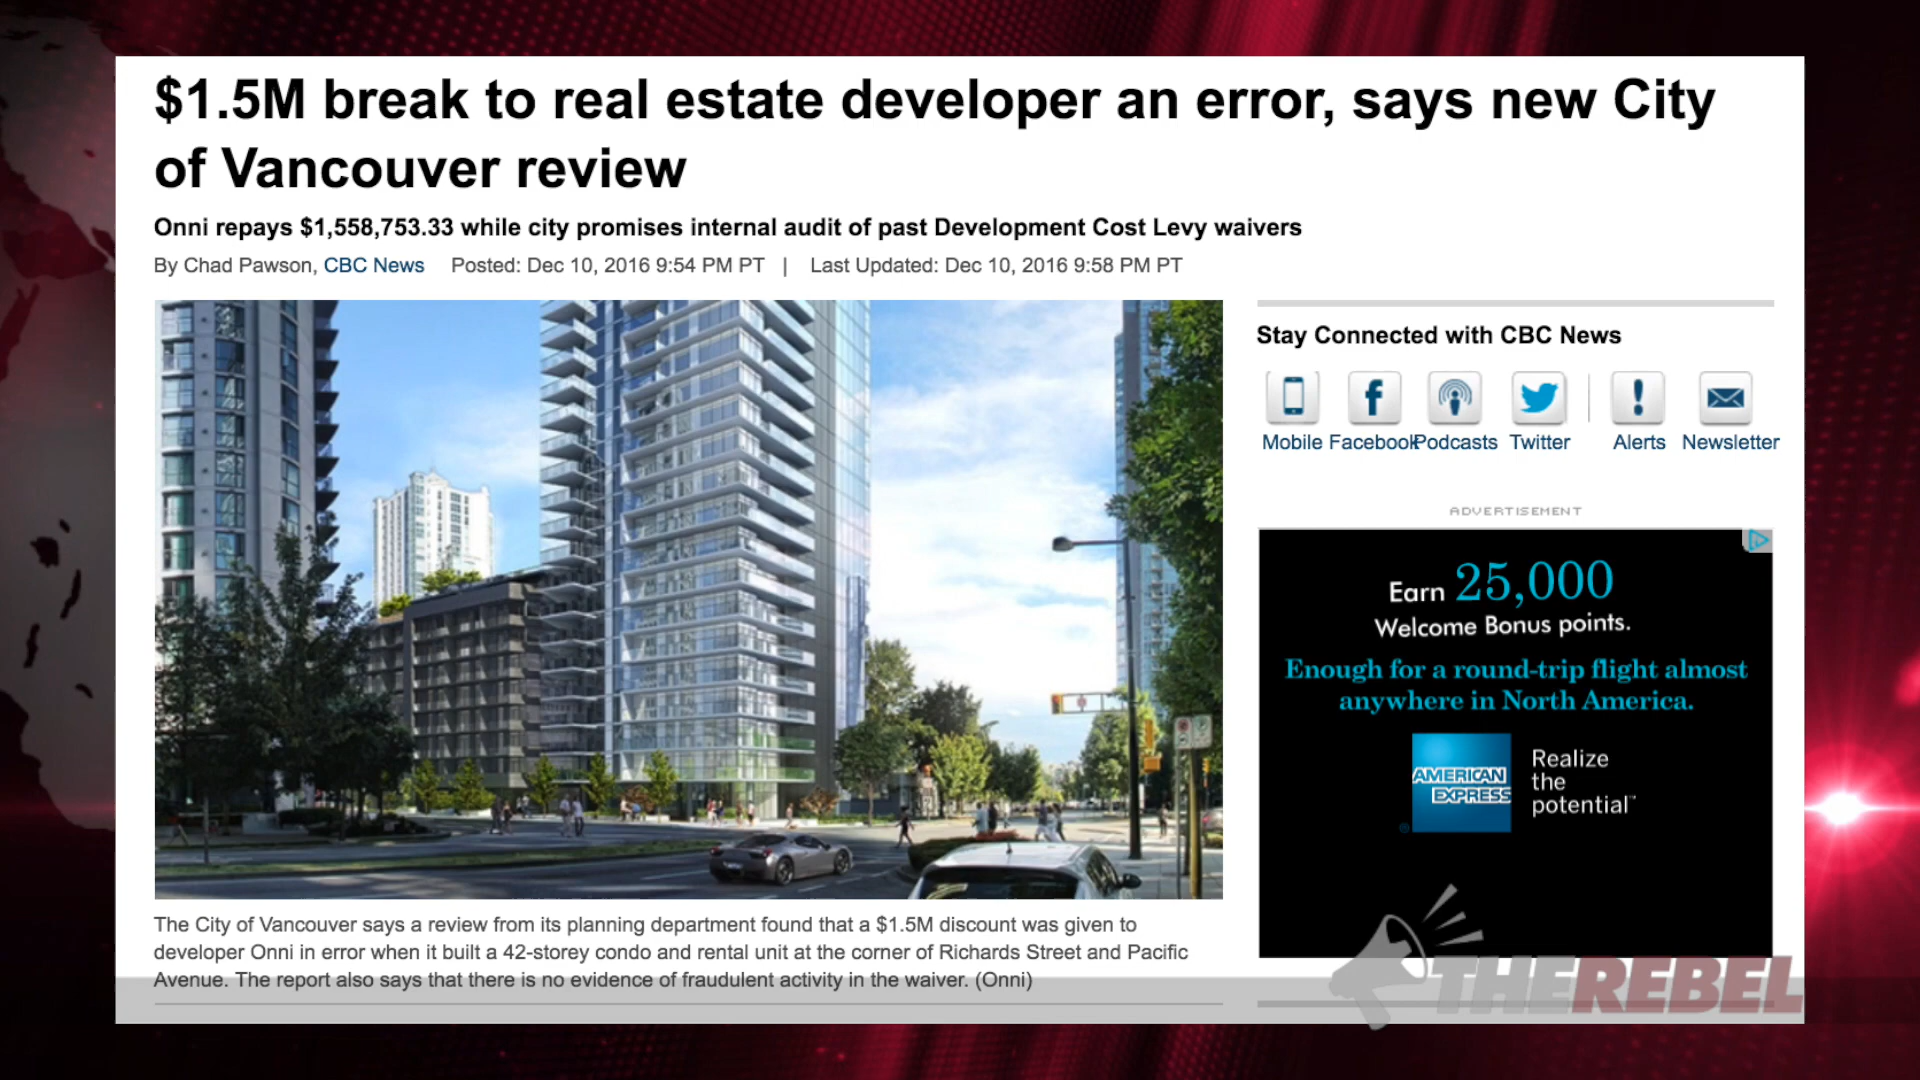 $1.5M break to real estate developer an error, says new City
of Vancouver review
Onni repays $1,558,753.33 while city promises internal audit of past Development Cost Levy waivers
By Chad Pawson, CBC News Posted: Dec 10, 2016 9:54 PM PT | Last Updated: Dec 10, 2016 9:58 PM PT
Stay Connected with CBC News
Mobile Facebook Podcasts Twitter Alerts Newsletter
ADVERTISEMENT
Earn 25,000
Welcome Bonus points.
Enough for a round-trip flight almost
anywhere in North America.
AMERICAN
EXPRESS
®
Realize
the
potential™
The City of Vancouver says a review from its planning department found that a $1.5M discount was given to
developer Onni in error when it built a 42-storey condo and rental unit at the corner of Richards Street and Pacific
Avenue. The report also says that there is no evidence of fraudulent activity in the waiver. (Onni)
THEREBEL